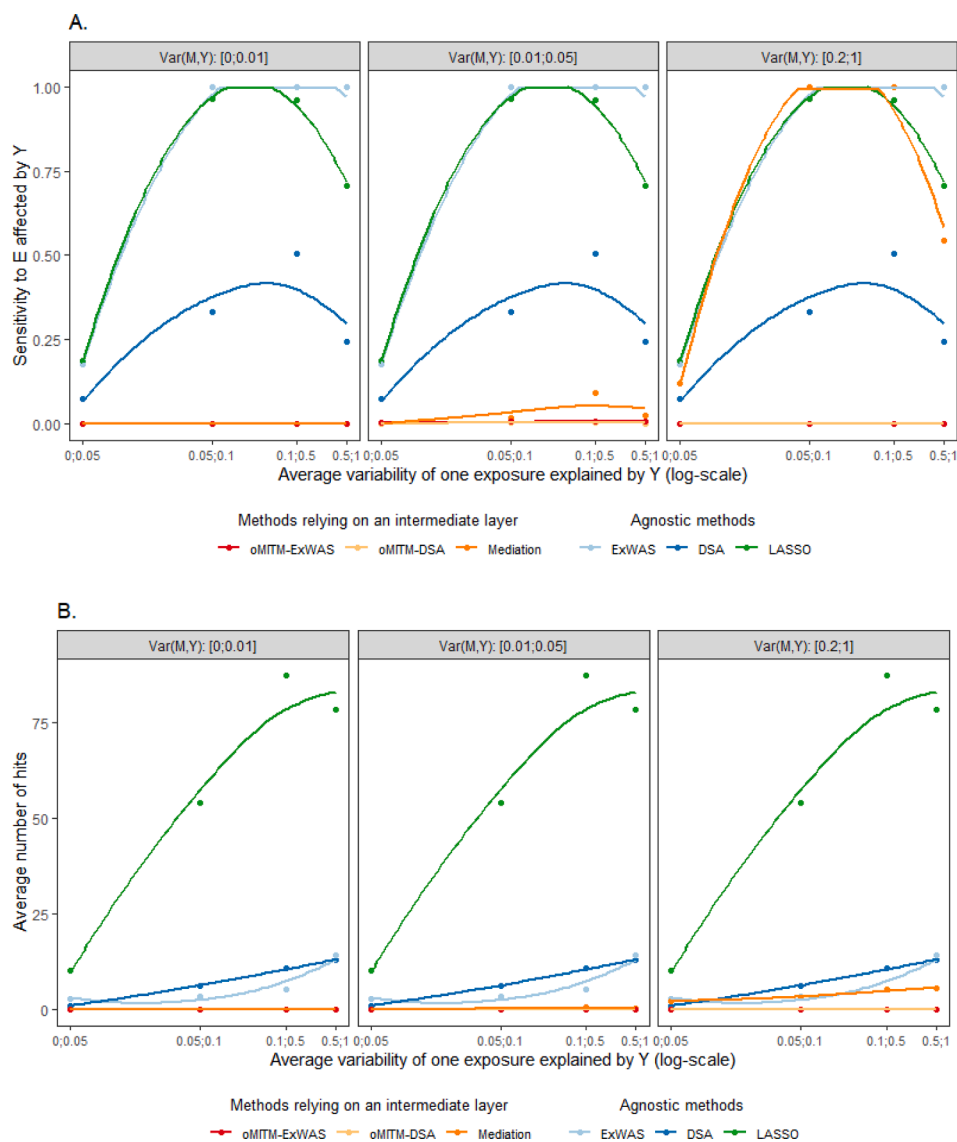 A.
Var(M,Y): [0;0.01]
Var(M,Y): [0.01;0.05]
Var(M,Y): [0.2;1]
Sensitivity to E affected by Y
1.00
0.75
0.50
0.25
0.00
0;0.05 0.05;0.1 0.1;0.5 0.5;1
0;0.05 0.05;0.1 0.1;0.5 0.5;1
0;0.05 0.05;0.1 0.1;0.5 0.5;1
Average variability of one exposure explained by Y (log-scale)
Methods relying on an intermediate layer
oMITM-ExWAS oMITM-DSA Mediation
Agnostic methods
ExWAS DSA LASSO
B.
Var(M,Y): [0;0.01]
Var(M,Y): [0.01;0.05]
Var(M,Y): [0.2;1]
Average number of hits
75
50
25
0
0;0.05 0.05;0.1 0.1;0.5 0.5;1
0;0.05 0.05;0.1 0.1;0.5 0.5;1
0;0.05 0.05;0.1 0.1;0.5 0.5;1
Average variability of one exposure explained by Y (log-scale)
Methods relying on an intermediate layer
oMITM-ExWAS oMITM-DSA Mediation
Agnostic methods
ExWAS DSA LASSO